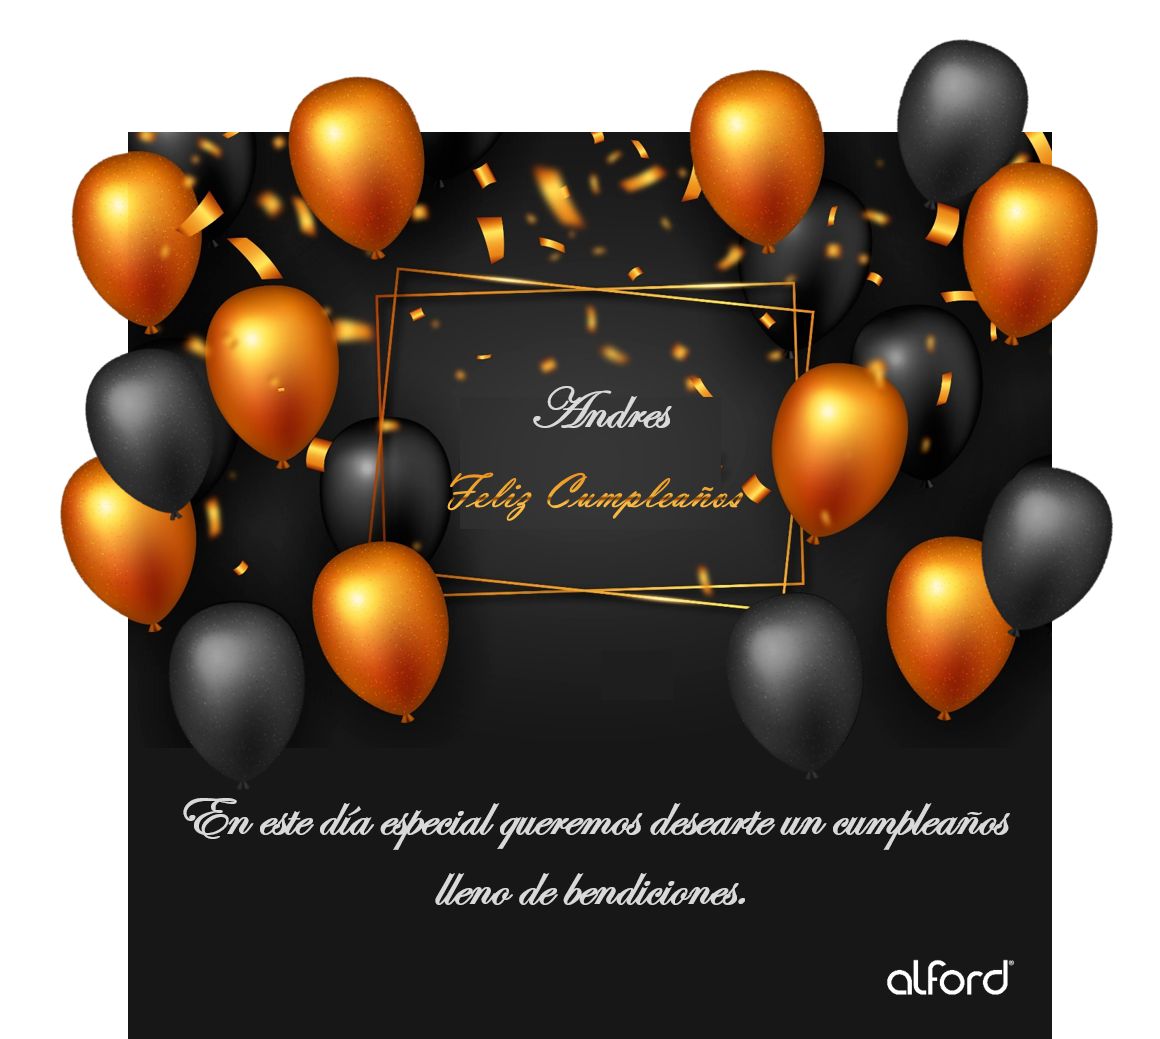 Andres
Feliz Cumpleaños
En este día especial queremos desearte un cumpleaños
lleno de bendiciones.
alford®